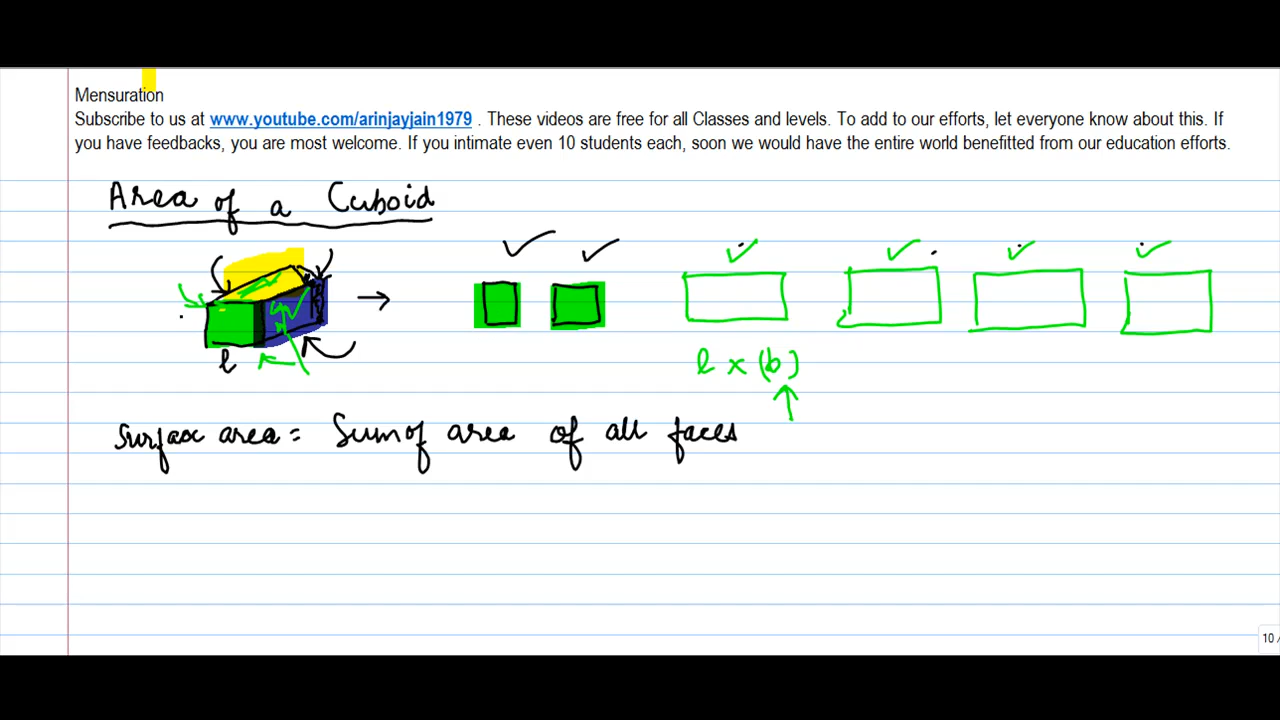 Mensuration
Subscribe to us at www.youtube.com/arinjayjain1979 . These videos are free for all Classes and levels. To add to our efforts, let everyone know about this. If
you have feedbacks, you are most welcome. If you intimate even 10 students each, soon we would have the entire world benefitted from our education efforts.
Area of a Cuboid
l
l x (b)
Surface area = Sum of area of all faces
10 /